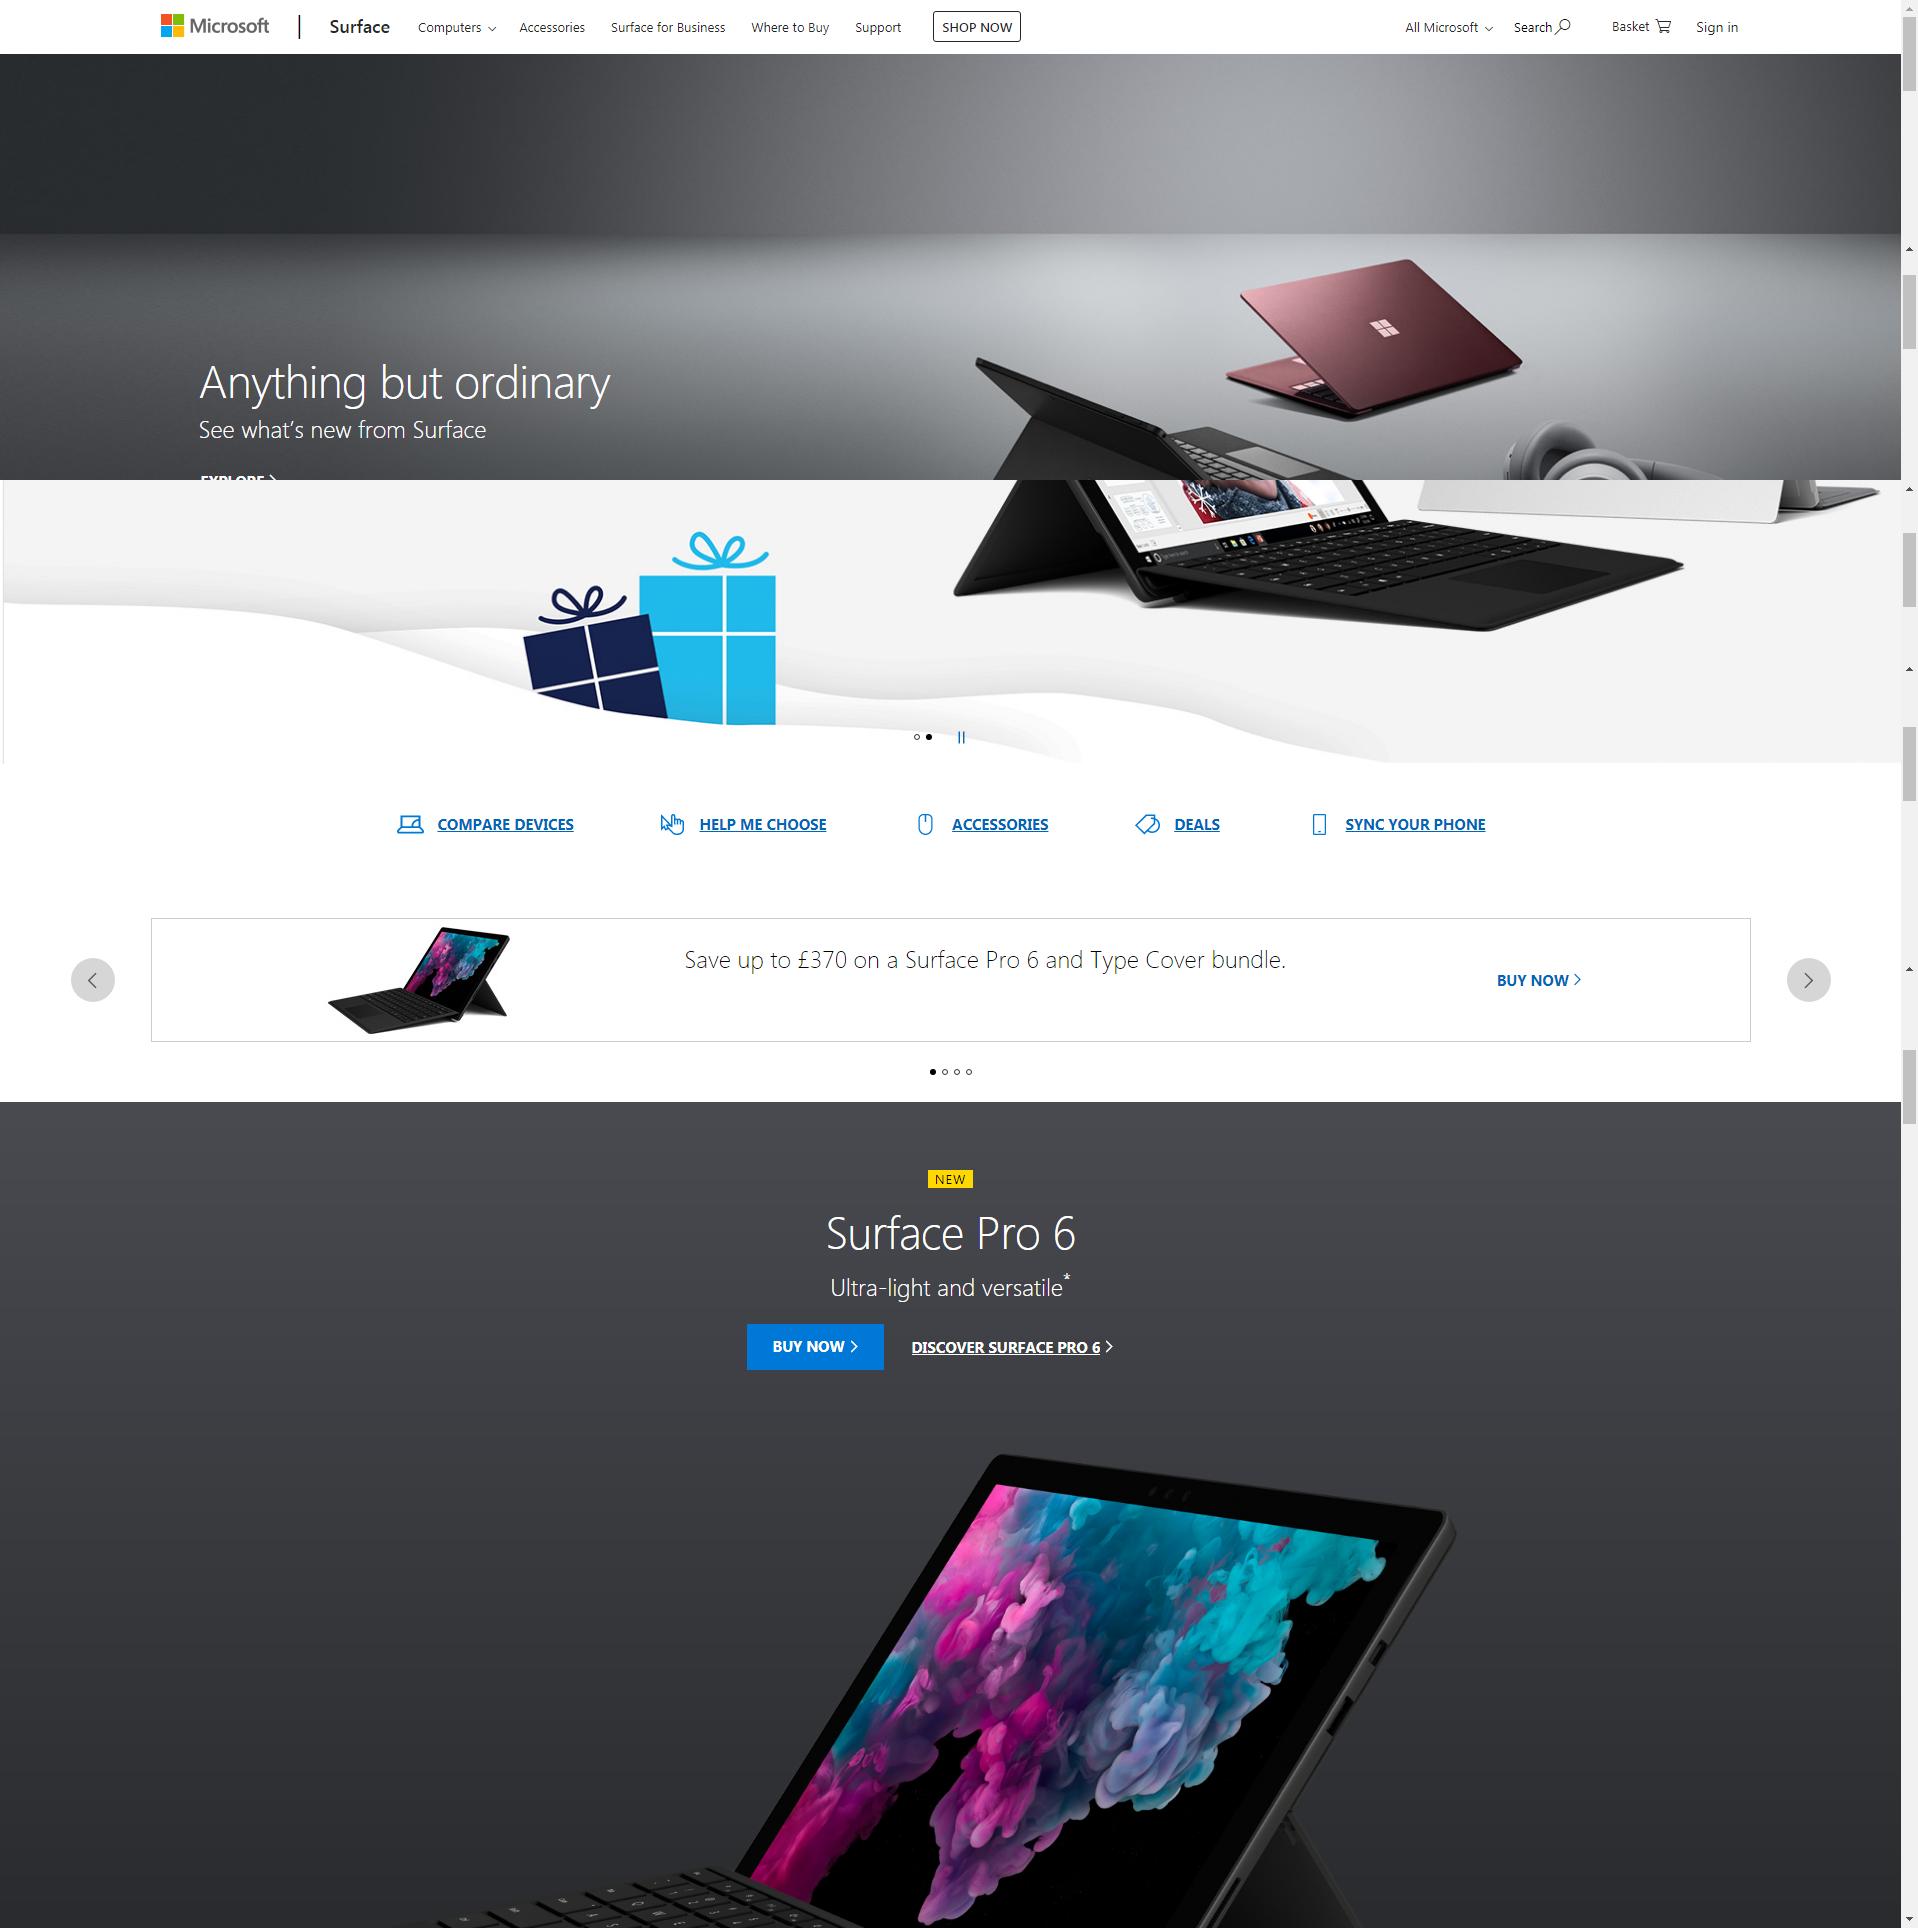 Microsoft
Surface
Computers
Accessories
Surface for Business
Where to Buy
Support
SHOP NOW
All Microsoft
Search
Basket
Sign in
Anything but ordinary
See what's new from Surface
EXPLORE
COMPARE DEVICES
HELP ME CHOOSE
ACCESSORIES
DEALS
SYNC YOUR PHONE
Save up to £370 on a Surface Pro 6 and Type Cover bundle.
BUY NOW
NEW
Surface Pro 6
Ultra-light and versatile*
BUY NOW
DISCOVER SURFACE PRO 6